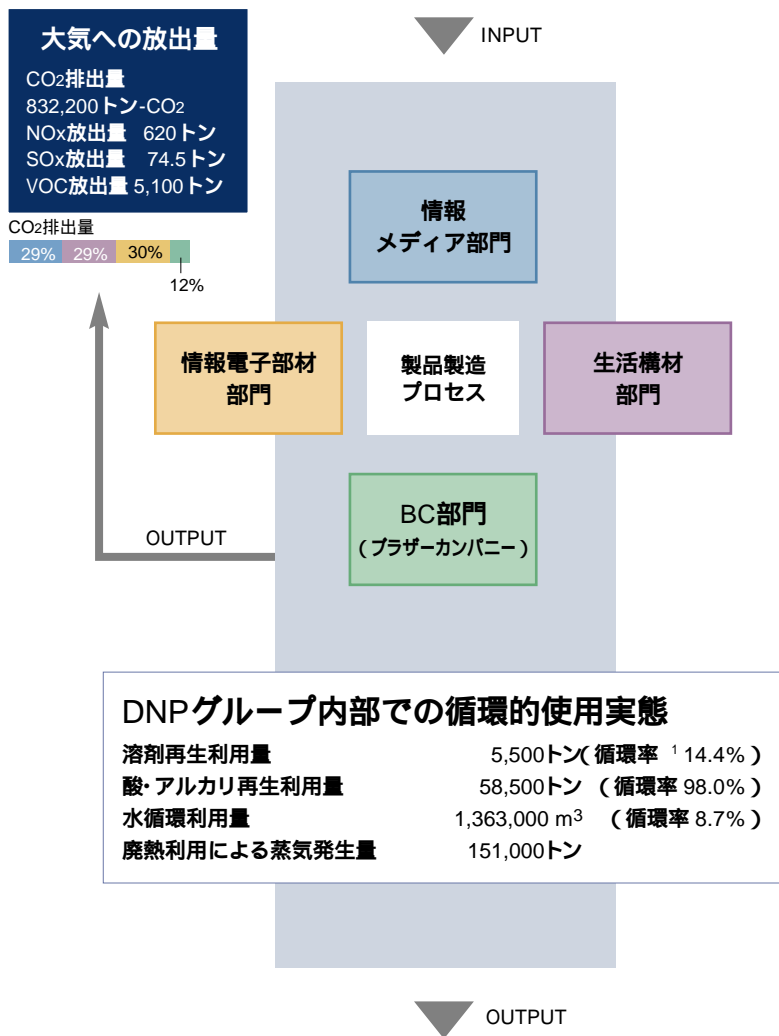 大気への放出量
CO2排出量
832,200トン-CO2
NOx放出量 620トン
SOx放出量 74.5トン
VOC放出量 5,100トン
CO2排出量
29% 29% 30%
12%
INPUT
情報
メディア部門
情報電子部材
部門
製品製造
プロセス
生活構材
部門
BC部門
(ブラザーカンパニー)
OUTPUT
DNPグループ内部での循環的使用実態
溶剤再生利用量 5,500トン(循環率 1 14.4%)
酸・アルカリ再生利用量 58,500トン (循環率 98.0%)
水循環利用量 1,363,000 m3 (循環率 8.7%)
廃熱利用による蒸気発生量 151,000トン
OUTPUT